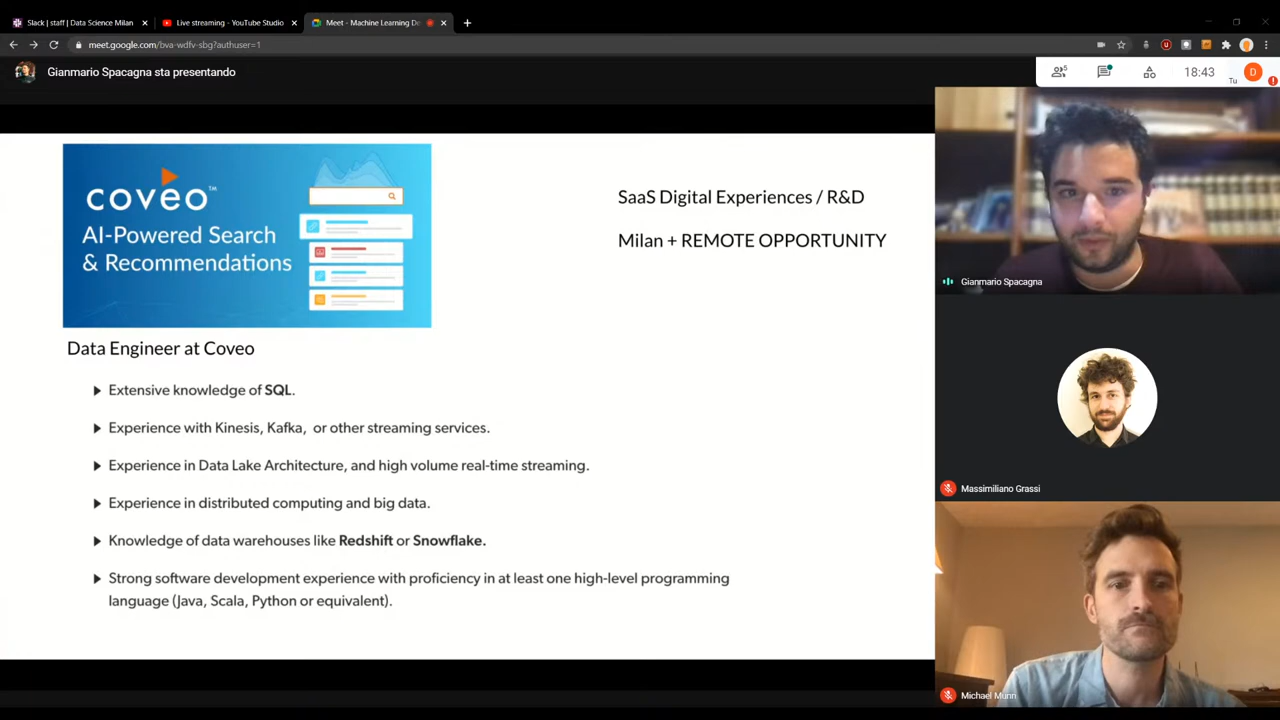 Slack | staff | Data Science Milan
Live streaming - YouTube Studio
Meet - Machine Learning De
meet.google.com/bva-wdfv-sbg?authuser=1
Gianmario Spacagna sta presentando
5
18:43
Tu
D
coveo™
AI-Powered Search
& Recommendations
SaaS Digital Experiences / R&D
Milan + REMOTE OPPORTUNITY
Data Engineer at Coveo
Extensive knowledge of SQL.
Experience with Kinesis, Kafka, or other streaming services.
Experience in Data Lake Architecture, and high volume real-time streaming.
Experience in distributed computing and big data.
Knowledge of data warehouses like Redshift or Snowflake.
Strong software development experience with proficiency in at least one high-level programming
language (Java, Scala, Python or equivalent).
Gianmario Spacagna
Massimiliano Grassi
Michael Munn